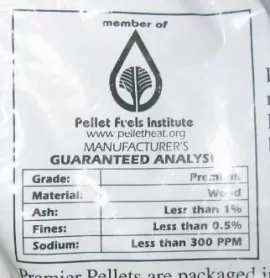 member of
Pellet Fuels Institute
www.pelletheat.org
MANUFACTURER'S
GUARANTEED ANALYSI
Grade: Premium
Material: Wood
Ash: Less than 1%
Fines: Less than 0.5%
Sodium: Less than 300 PPM
Premier Pellets are packaged i